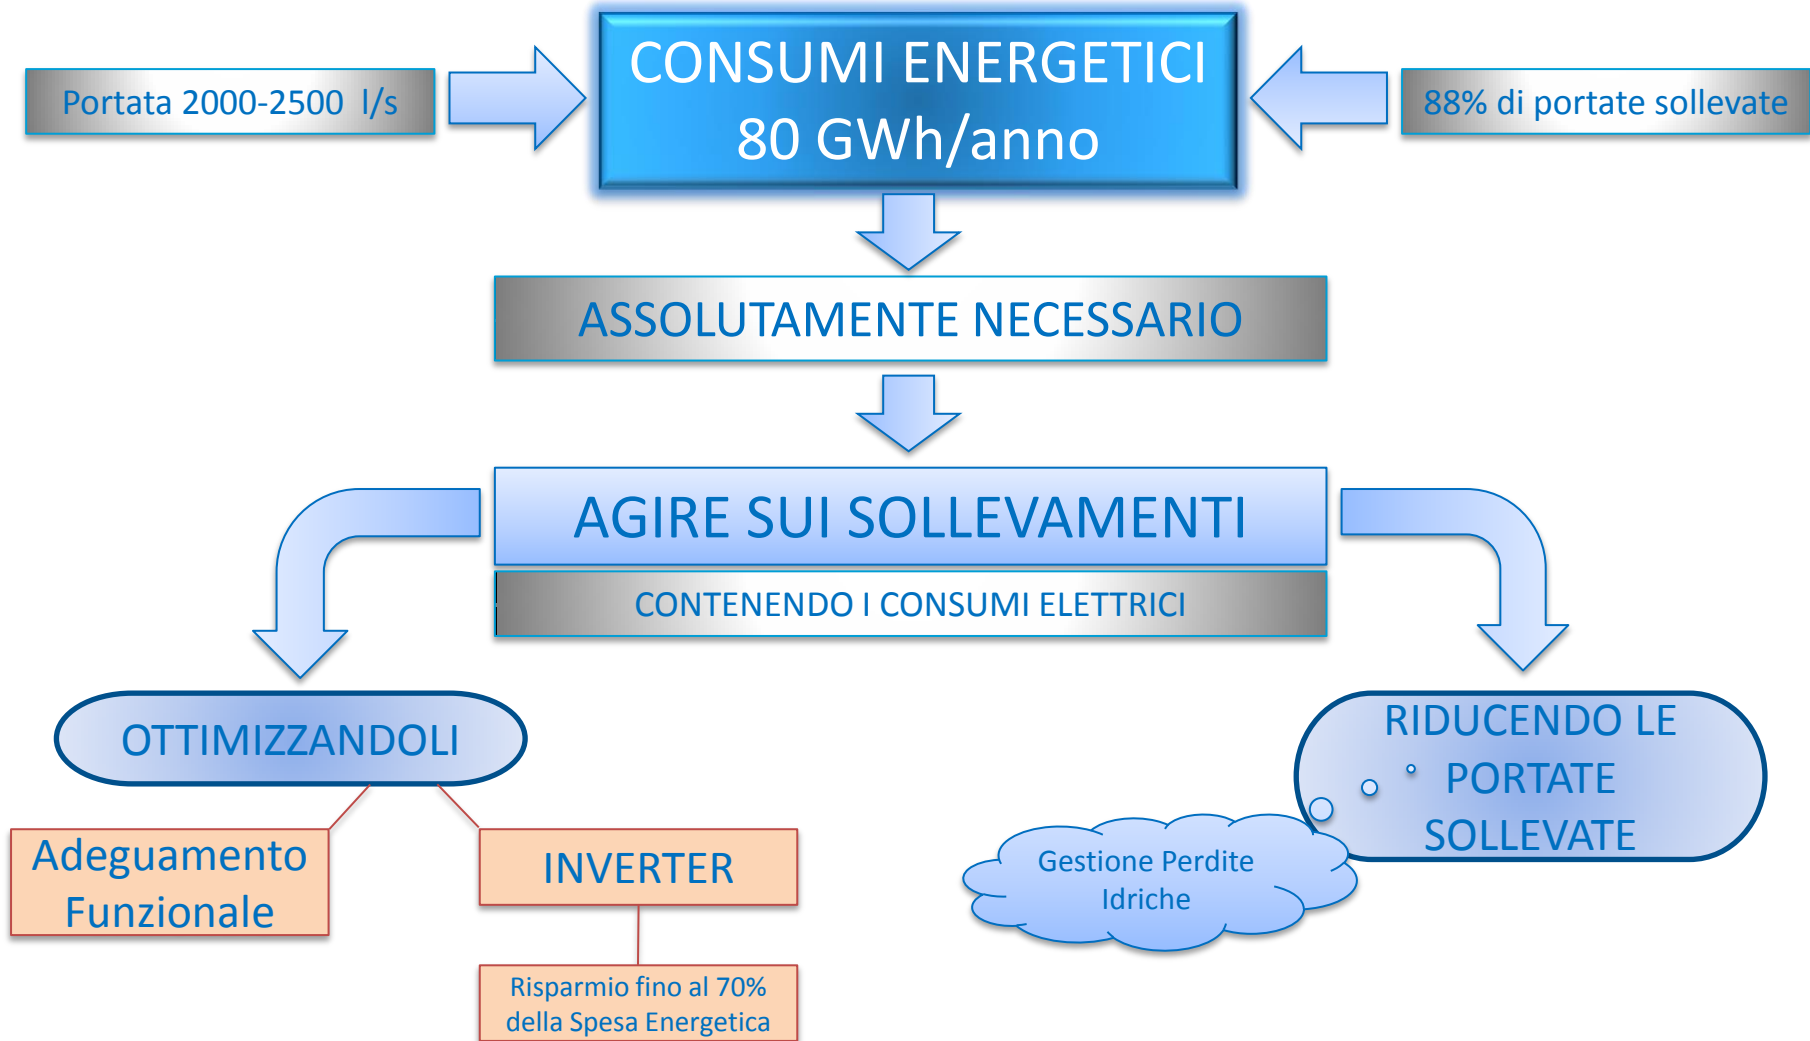 CONSUMI ENERGETICI
80 GWh/anno
Portata 2000-2500 l/s
88% di portate sollevate
ASSOLUTAMENTE NECESSARIO
AGIRE SUI SOLLEVAMENTI
CONTENENDO I CONSUMI ELETTRICI
OTTIMIZZANDOLI
RIDUCENDO LE
PORTATE
SOLLEVATE
Adeguamento
Funzionale
INVERTER
Gestione Perdite
Idriche
Risparmio fino al 70%
della Spesa Energetica